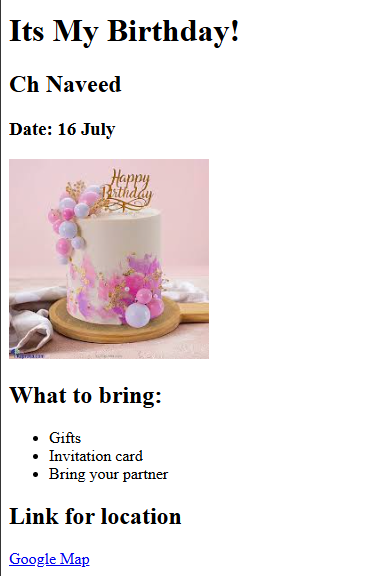 Its My Birthday!
Ch Naveed
Date: 16 July
Happy
Birthday
What to bring:
Gifts
Invitation card
Bring your partner
Link for location
Google Map